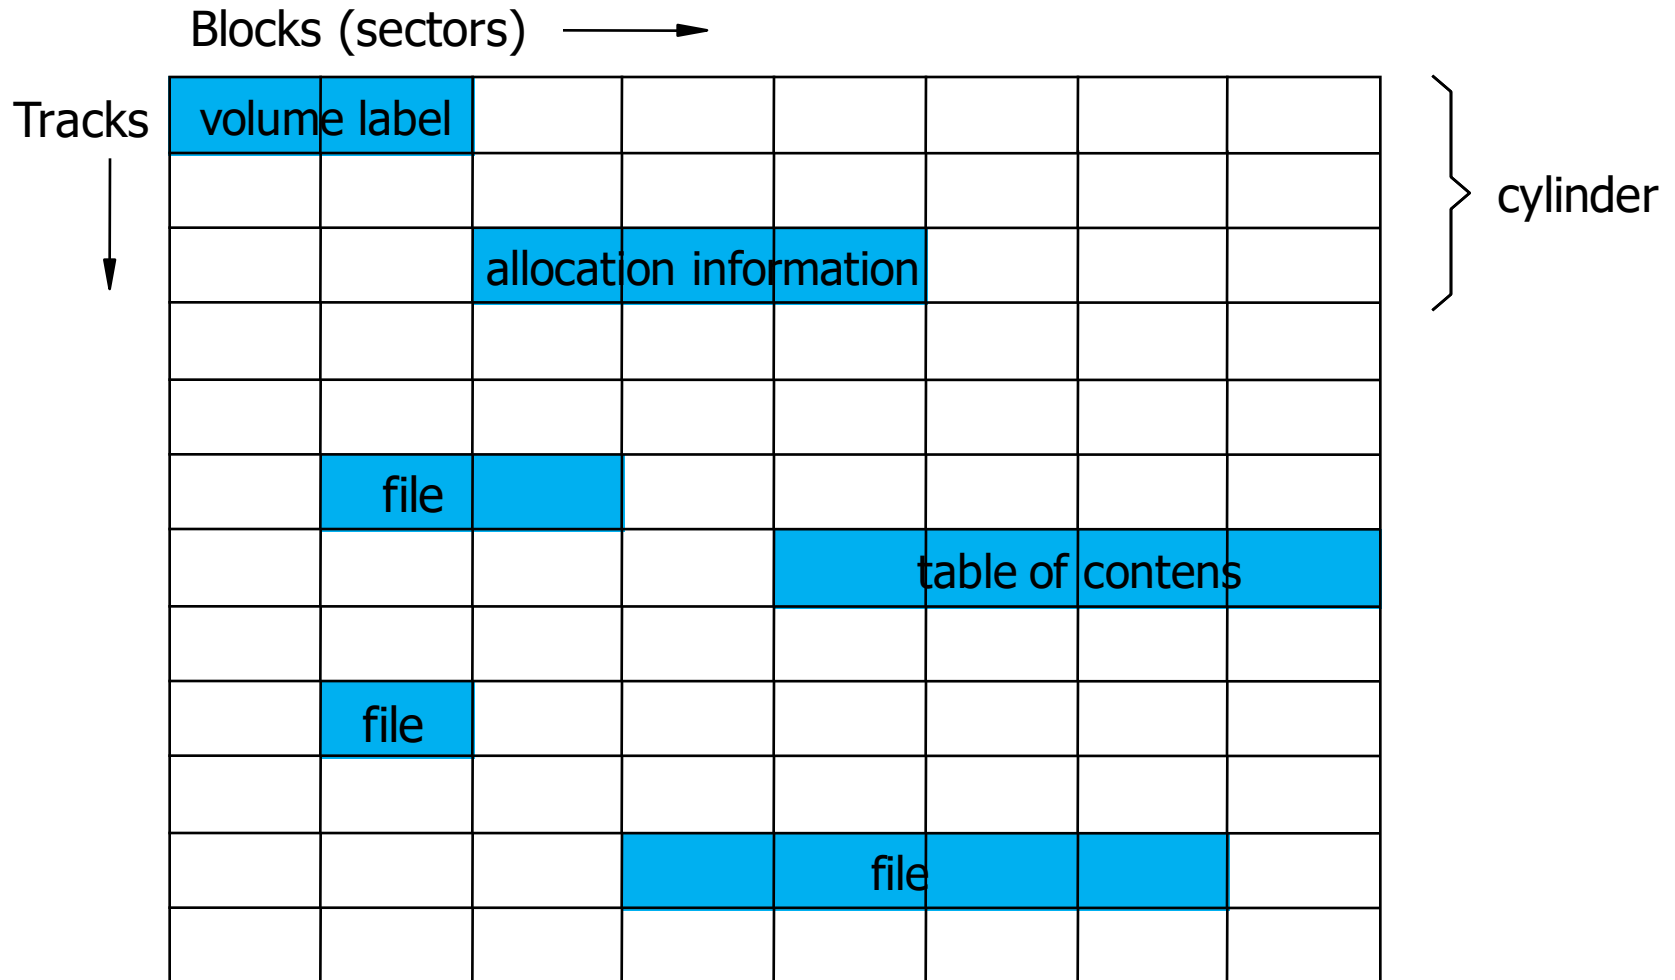 Blocks (sectors)
Tracks
volume label
cylinder
allocation information
file
table of contens
file
file